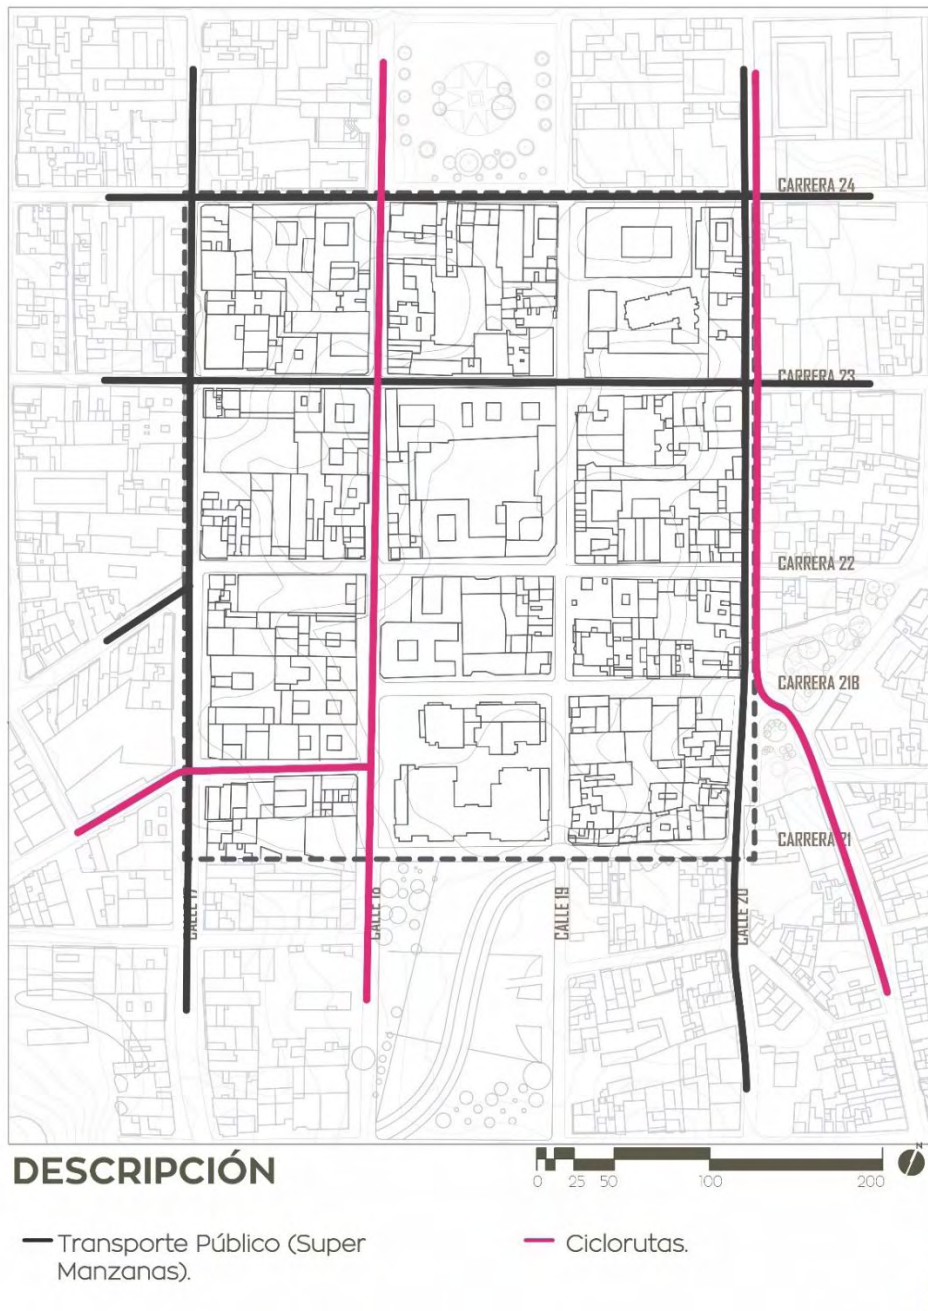 CARRERA 24
CARRERA 23
CARRERA 22
CARRERA 21B
CARRERA 21
CALLE 17
CALLE 18
CALLE 19
CALLE 20
DESCRIPCIÓN
0 25 50 100 200
N
Transporte Público (Super
Manzanas).
Ciclorutas.